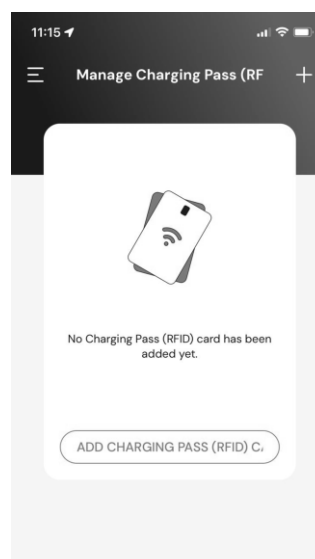 11:15
Manage Charging Pass (RF
No Charging Pass (RFID) card has been
added yet.
ADD CHARGING PASS (RFID) C